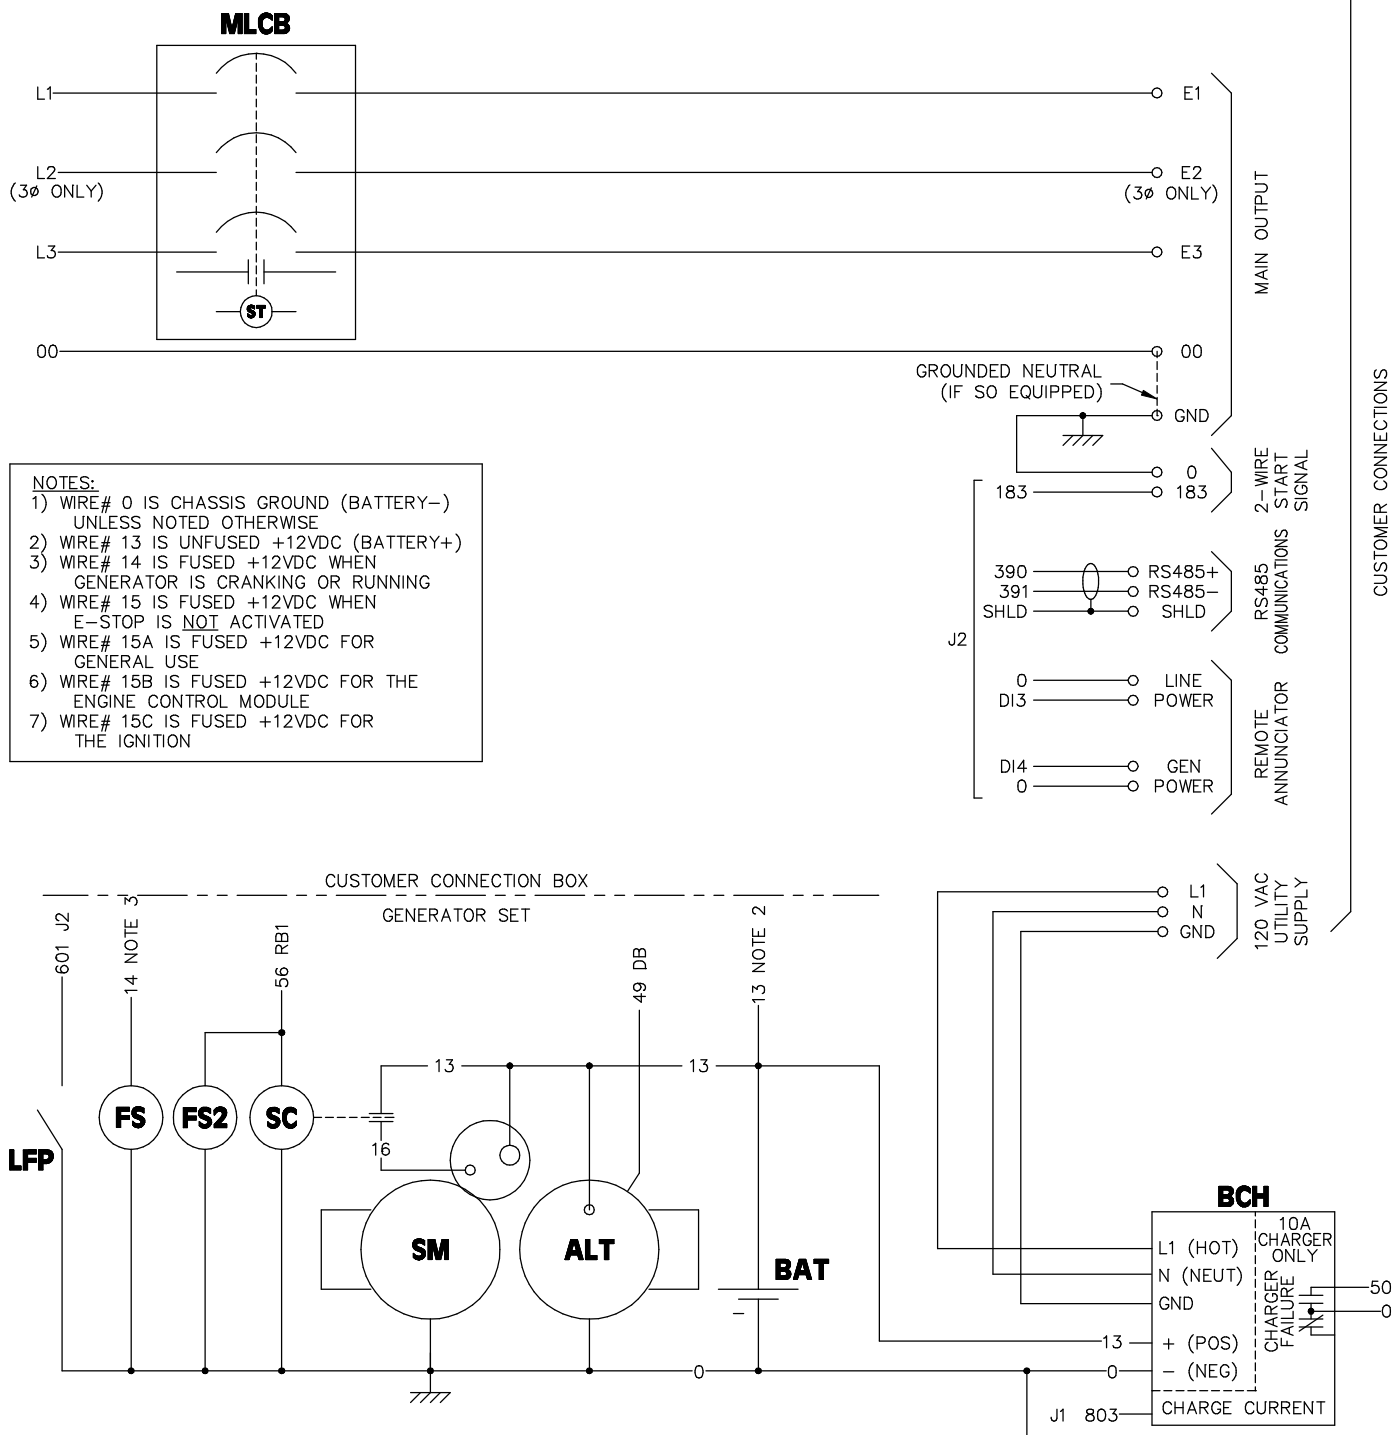 MLCB
L1
E1
L2
(3ø ONLY)
E2
(3ø ONLY)
L3
E3
ST
00
00
MAIN OUTPUT
GROUNDED NEUTRAL
(IF SO EQUIPPED)
GND
CUSTOMER CONNECTIONS
NOTES:
1) WIRE# 0 IS CHASSIS GROUND (BATTERY-)
UNLESS NOTED OTHERWISE
2) WIRE# 13 IS UNFUSED +12VDC (BATTERY+)
3) WIRE# 14 IS FUSED +12VDC WHEN
GENERATOR IS CRANKING OR RUNNING
4) WIRE# 15 IS FUSED +12VDC WHEN
E-STOP IS NOT ACTIVATED
5) WIRE# 15A IS FUSED +12VDC FOR
GENERAL USE
6) WIRE# 15B IS FUSED +12VDC FOR THE
ENGINE CONTROL MODULE
7) WIRE# 15C IS FUSED +12VDC FOR
THE IGNITION
0
183
183
2-WIRE
START
SIGNAL
J2
390
RS485+
391
RS485-
SHLD
SHLD
RS485
COMMUNICATIONS
0
LINE
DI3
POWER
DI4
GEN
0
POWER
REMOTE
ANNUNCIATOR
CUSTOMER CONNECTION BOX
GENERATOR SET
L1
N
GND
120 VAC
UTILITY
SUPPLY
601 J2
14 NOTE 3
56 RB1
49 DB
13 NOTE 2
13
13
LFP
FS
FS2
SC
16
SM
ALT
BAT
-
0
BCH
L1 (HOT)
N (NEUT)
GND
13
+ (POS)
0
- (NEG)
10A
CHARGER
ONLY
CHARGER
FAILURE
50
0
J1 803
CHARGE CURRENT